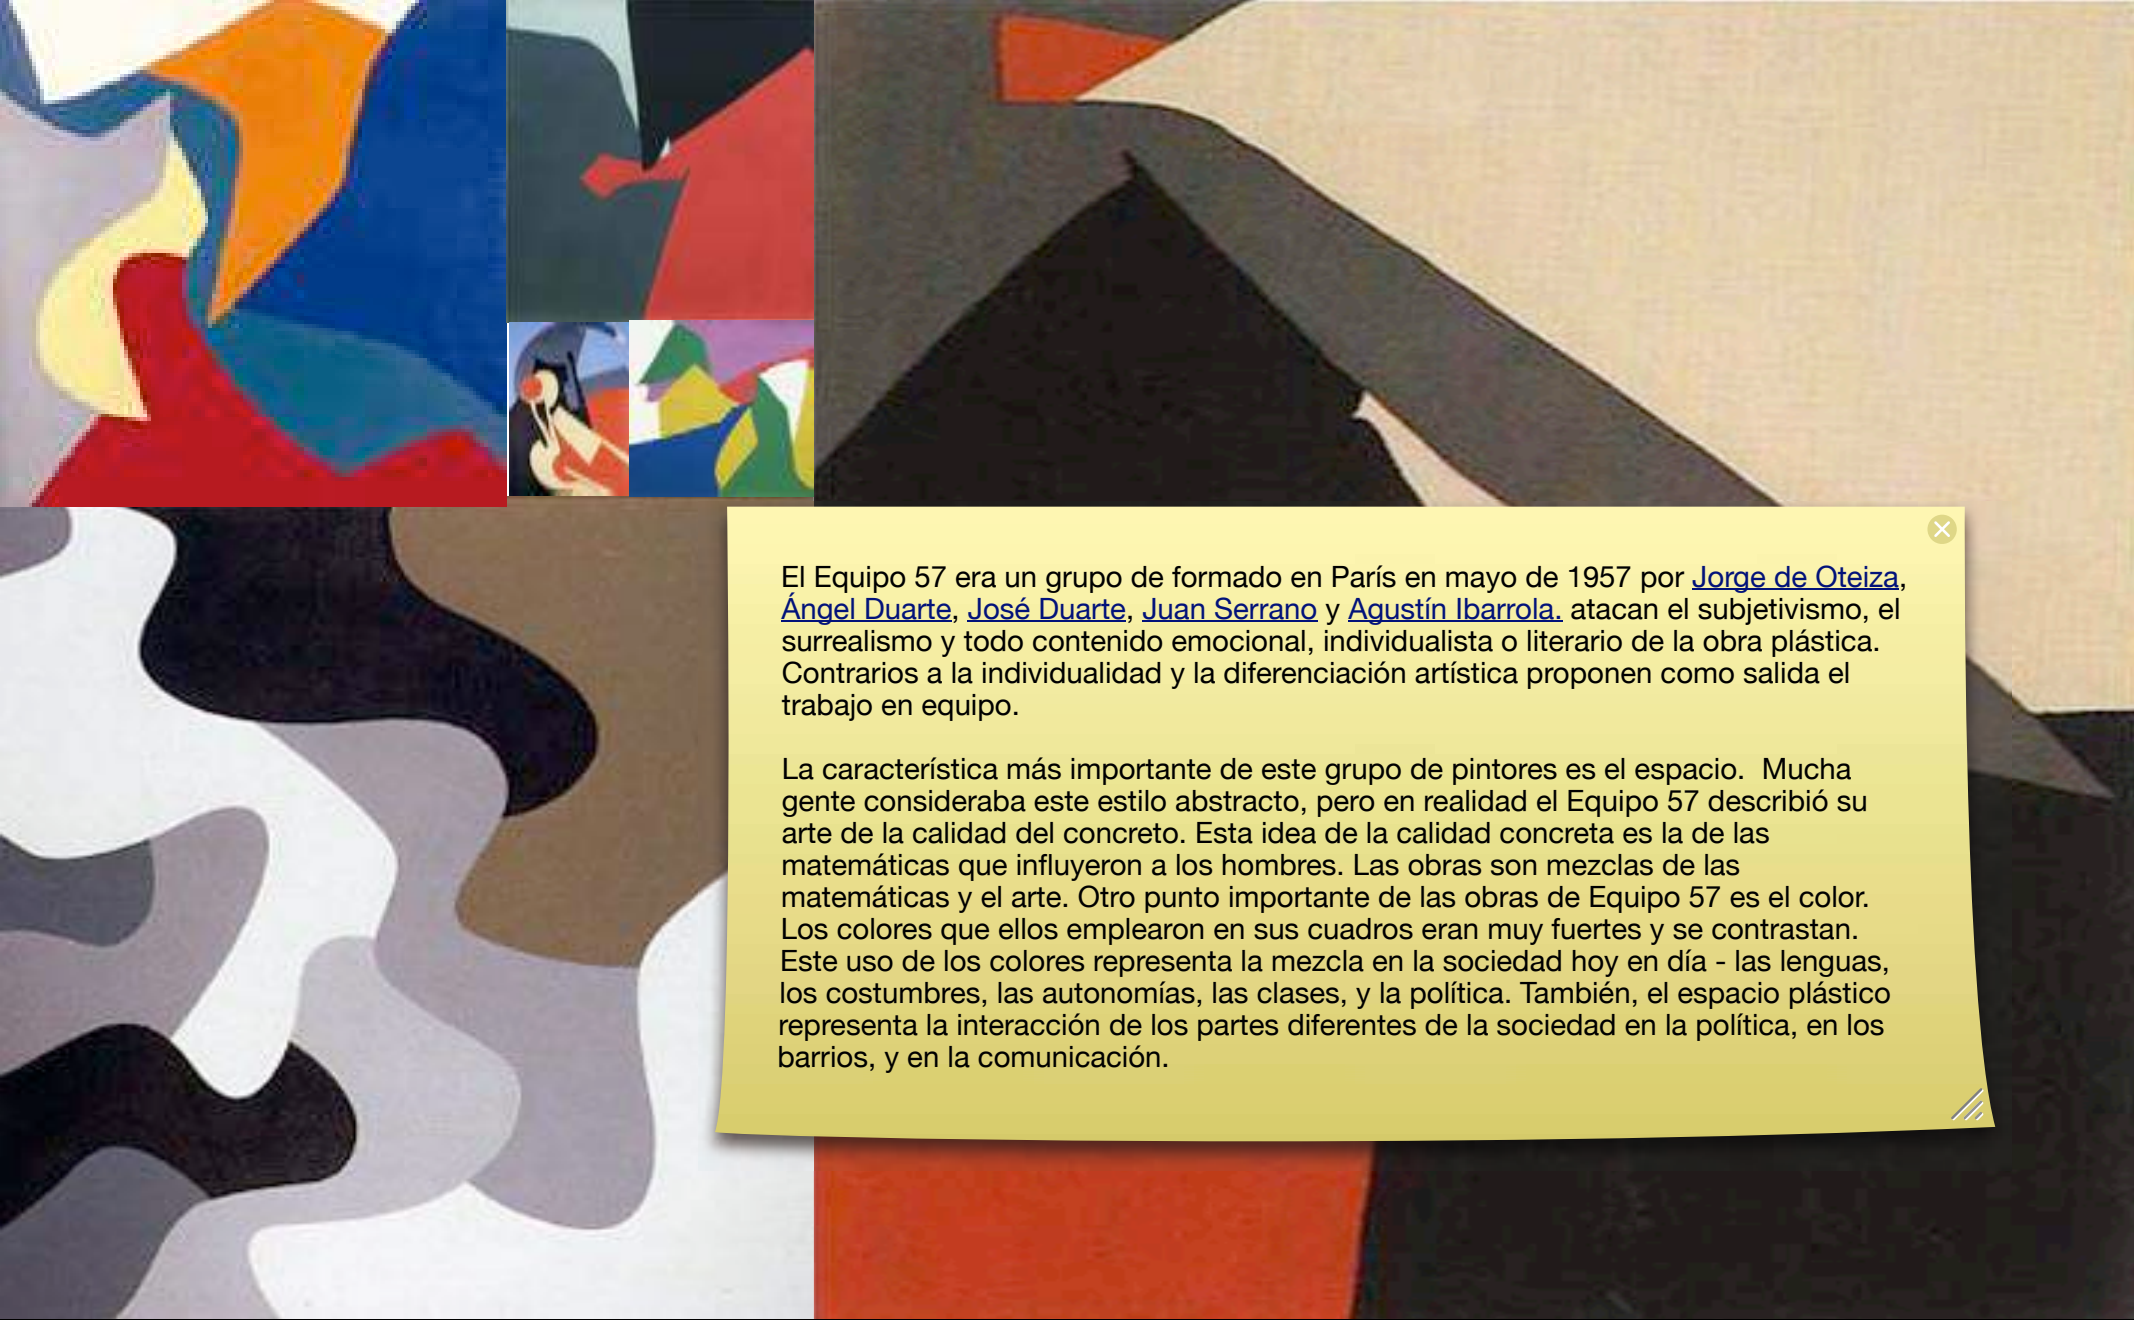 El Equipo 57 era un grupo de formado en París en mayo de 1957 por Jorge de Oteiza,
Ángel Duarte, José Duarte, Juan Serrano y Agustín Ibarrola. atacan el subjetivismo, el
surrealismo y todo contenido emocional, individualista o literario de la obra plástica.
Contrarios a la individualidad y la diferenciación artística proponen como salida el
trabajo en equipo.
La característica más importante de este grupo de pintores es el espacio.  Mucha
gente consideraba este estilo abstracto, pero en realidad el Equipo 57 describió su
arte de la calidad del concreto. Esta idea de la calidad concreta es la de las
matemáticas que influyeron a los hombres. Las obras son mezclas de las
matemáticas y el arte. Otro punto importante de las obras de Equipo 57 es el color.
Los colores que ellos emplearon en sus cuadros eran muy fuertes y se contrastan.
Este uso de los colores representa la mezcla en la sociedad hoy en día - las lenguas,
los costumbres, las autonomías, las clases, y la política. También, el espacio plástico
representa la interacción de los partes diferentes de la sociedad en la política, en los
barrios, y en la comunicación.